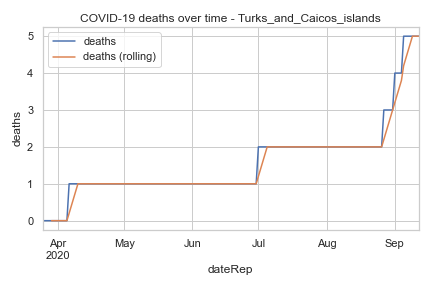 COVID-19 deaths over time - Turks_and_Caicos_islands
deaths
deaths (rolling)
deaths
5
4
3
2
1
0
Apr
2020
May
Jun
Jul
Aug
Sep
dateRep